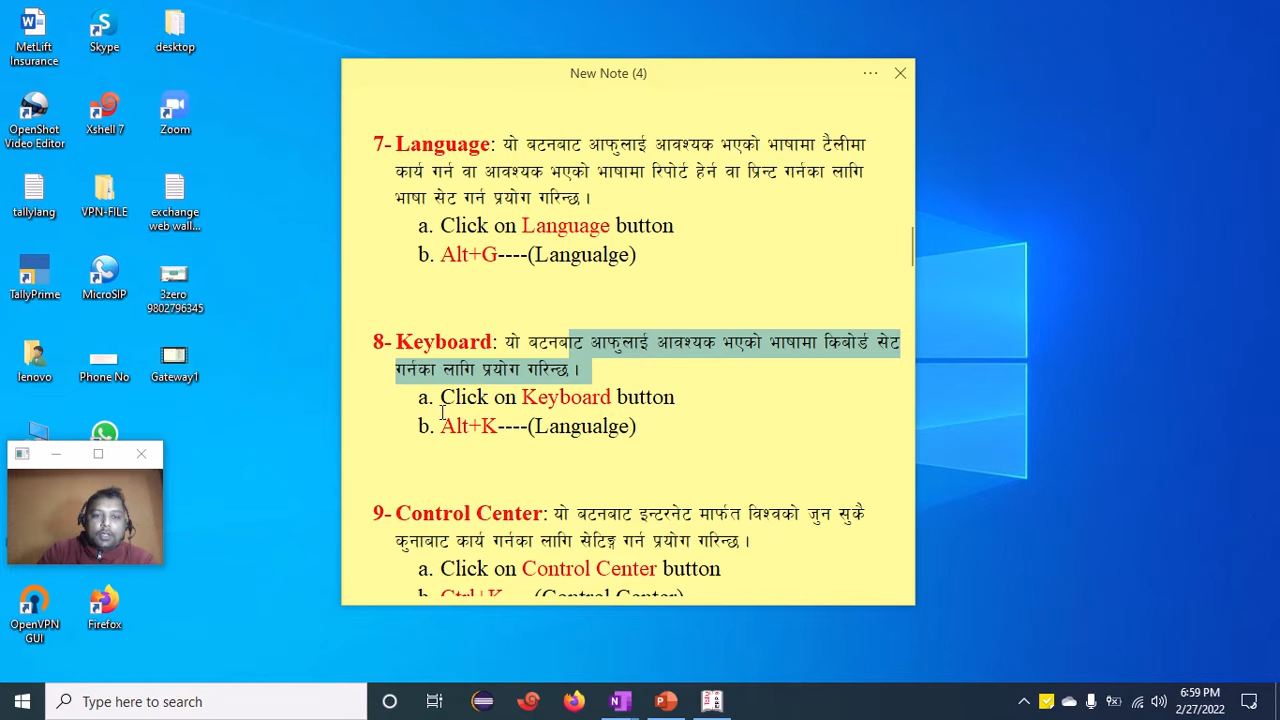 MetLift
Insurance
Skype
desktop
OpenShot
Video Editor
Xshell 7
Zoom
tallylang
VPN-FILE
exchange
web wall...
TallyPrime
MicroSIP
3zero
9802796345
lenovo
Phone No
Gateway1
OpenVPN
GUI
Firefox
New Note (4)
7- Language: यो बटनबाट आफुलाई आवश्यक भएको भाषामा टैलीमा
कार्य गर्न वा आवश्यक भएको भाषामा रिपोर्ट हेर्न वा प्रिन्ट गर्नका लागि
भाषा सेट गर्न प्रयोग गरिन्छ ।
a. Click on Language button
b. Alt+G----(Langualge)
8- Keyboard: यो बटनबाट आफुलाई आवश्यक भएको भाषामा किबोर्ड सेट
गर्नका लागि प्रयोग गरिन्छ ।
a. Click on Keyboard button
b. Alt+K----(Langualge)
9- Control Center: यो बटनबाट इन्टरनेट मार्फत विश्वको जुन सुकै
कुनाबाट कार्य गर्नका लागि सेटिङ्ग गर्न प्रयोग गरिन्छ ।
a. Click on Control Center button
b. Ctrl+K----(Control Center)
Type here to search
6:59 PM
2/27/2022